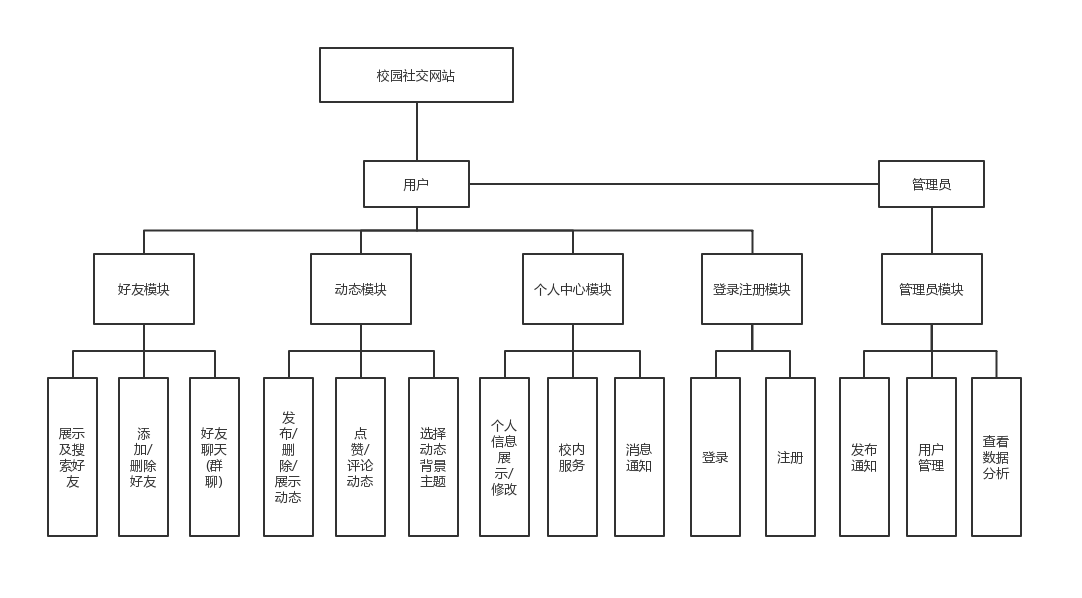 校园社交网站
用户
管理员
好友模块
动态模块
个人中心模块
登录注册模块
管理员模块
展示
及搜
索好
友
添
加/
删除
好友
好友
聊天
(群
聊)
发
布/
删
除/
展示
动态
点
赞/
评论
动态
选择
动态
背景
主题
个人
信息
展
示/
修改
校内
服务
消息
通知
登录
注册
发布
通知
用户
管理
查看
数据
分析